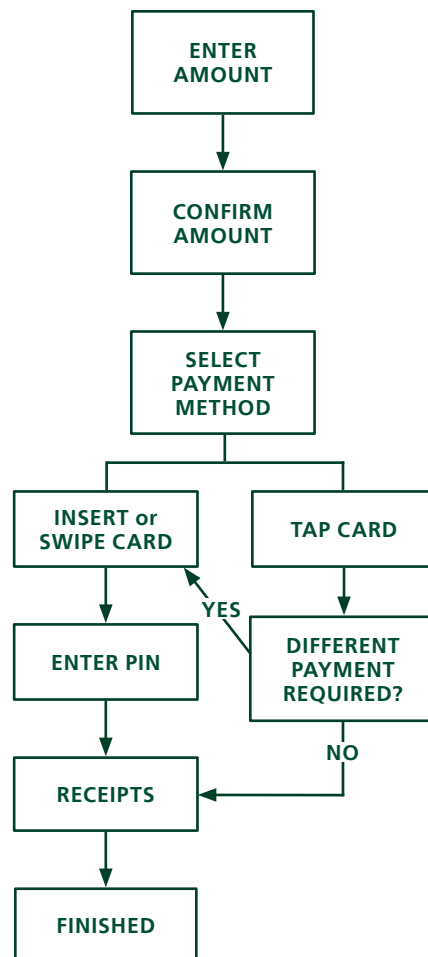 ENTER
AMOUNT
CONFIRM
AMOUNT
SELECT
PAYMENT
METHOD
INSERT or
SWIPE CARD
TAP CARD
YES
ENTER PIN
DIFFERENT
PAYMENT
REQUIRED?
NO
RECEIPTS
FINISHED